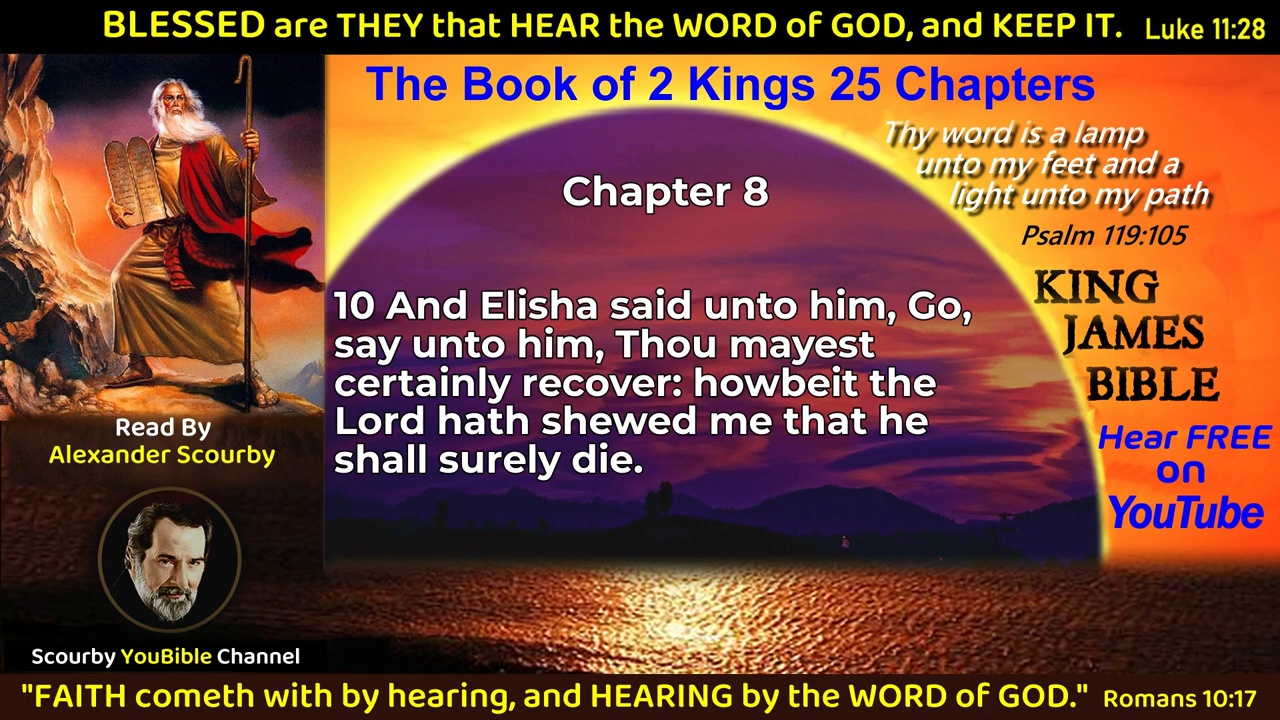 BLESSED are THEY that HEAR the WORD of GOD, and KEEP IT. Luke 11:28
The Book of 2 Kings 25 Chapters
Thy word is a lamp
unto my feet and a
light unto my path
Psalm 119:105
Chapter 8
10 And Elisha said unto him, Go,
say unto him, Thou mayest
certainly recover: howbeit the
Lord hath shewed me that he
shall surely die.
KING
JAMES
BIBLE
Hear FREE
on
YouTube
Read By
Alexander Scourby
Scourby YouBible Channel
"FAITH cometh with by hearing, and HEARING by the WORD of GOD." Romans 10:17